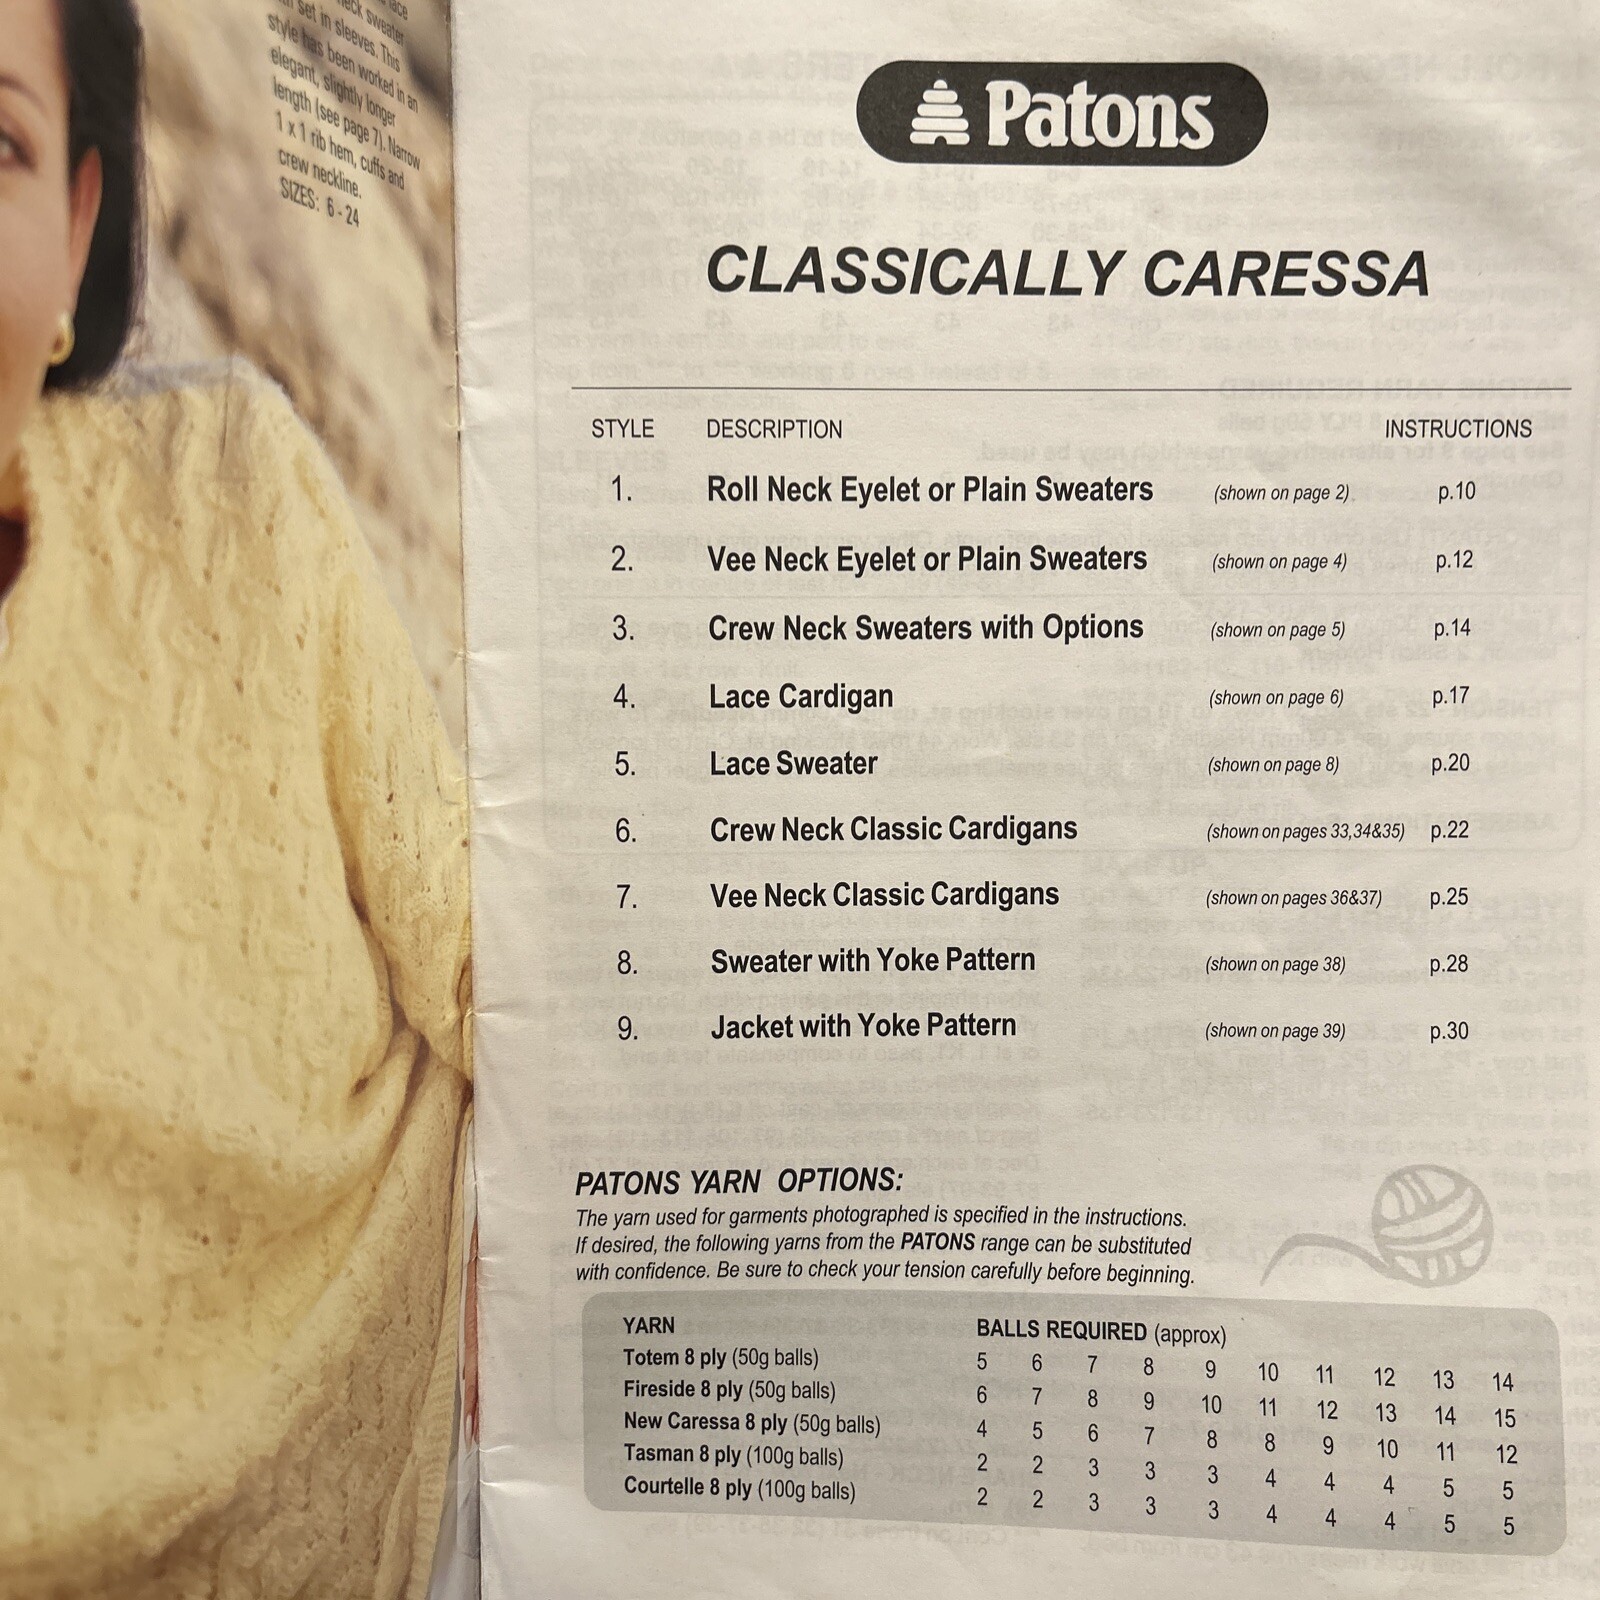 lace
neck sweater
set in sleeves. This
style has been worked in an
elegant, slightly longer
length (see page 7). Narrow
1 x 1 rib hem, cuffs and
crew neckline.
SIZES: 6 - 24
Patons
CLASSICALLY CARESSA
STYLE DESCRIPTION INSTRUCTIONS
1. Roll Neck Eyelet or Plain Sweaters (shown on page 2) p.10
2. Vee Neck Eyelet or Plain Sweaters (shown on page 4) p.12
3. Crew Neck Sweaters with Options (shown on page 5) p.14
4. Lace Cardigan (shown on page 6) p.17
5. Lace Sweater (shown on page 8) p.20
6. Crew Neck Classic Cardigans (shown on pages 33,34&35) p.22
7. Vee Neck Classic Cardigans (shown on pages 36&37) p.25
8. Sweater with Yoke Pattern (shown on page 38) p.28
9. Jacket with Yoke Pattern (shown on page 39) p.30
PATONS YARN OPTIONS:
The yarn used for garments photographed is specified in the instructions.
If desired, the following yarns from the PATONS range can be substituted
with confidence. Be sure to check your tension carefully before beginning.
YARN BALLS REQUIRED (approx)
Totem 8 ply (50g balls) 5 6 7 8 9 10 11 12 13 14
Fireside 8 ply (50g balls) 6 7 8 9 10 11 12 13 14 15
New Caressa 8 ply (50g balls) 4 5 6 7 8 8 9 10 11 12
Tasman 8 ply (100g balls) 2 2 3 3 3 4 4 4 5 5
Courtelle 8 ply (100g balls) 2 2 3 3 3 4 4 4 5 5